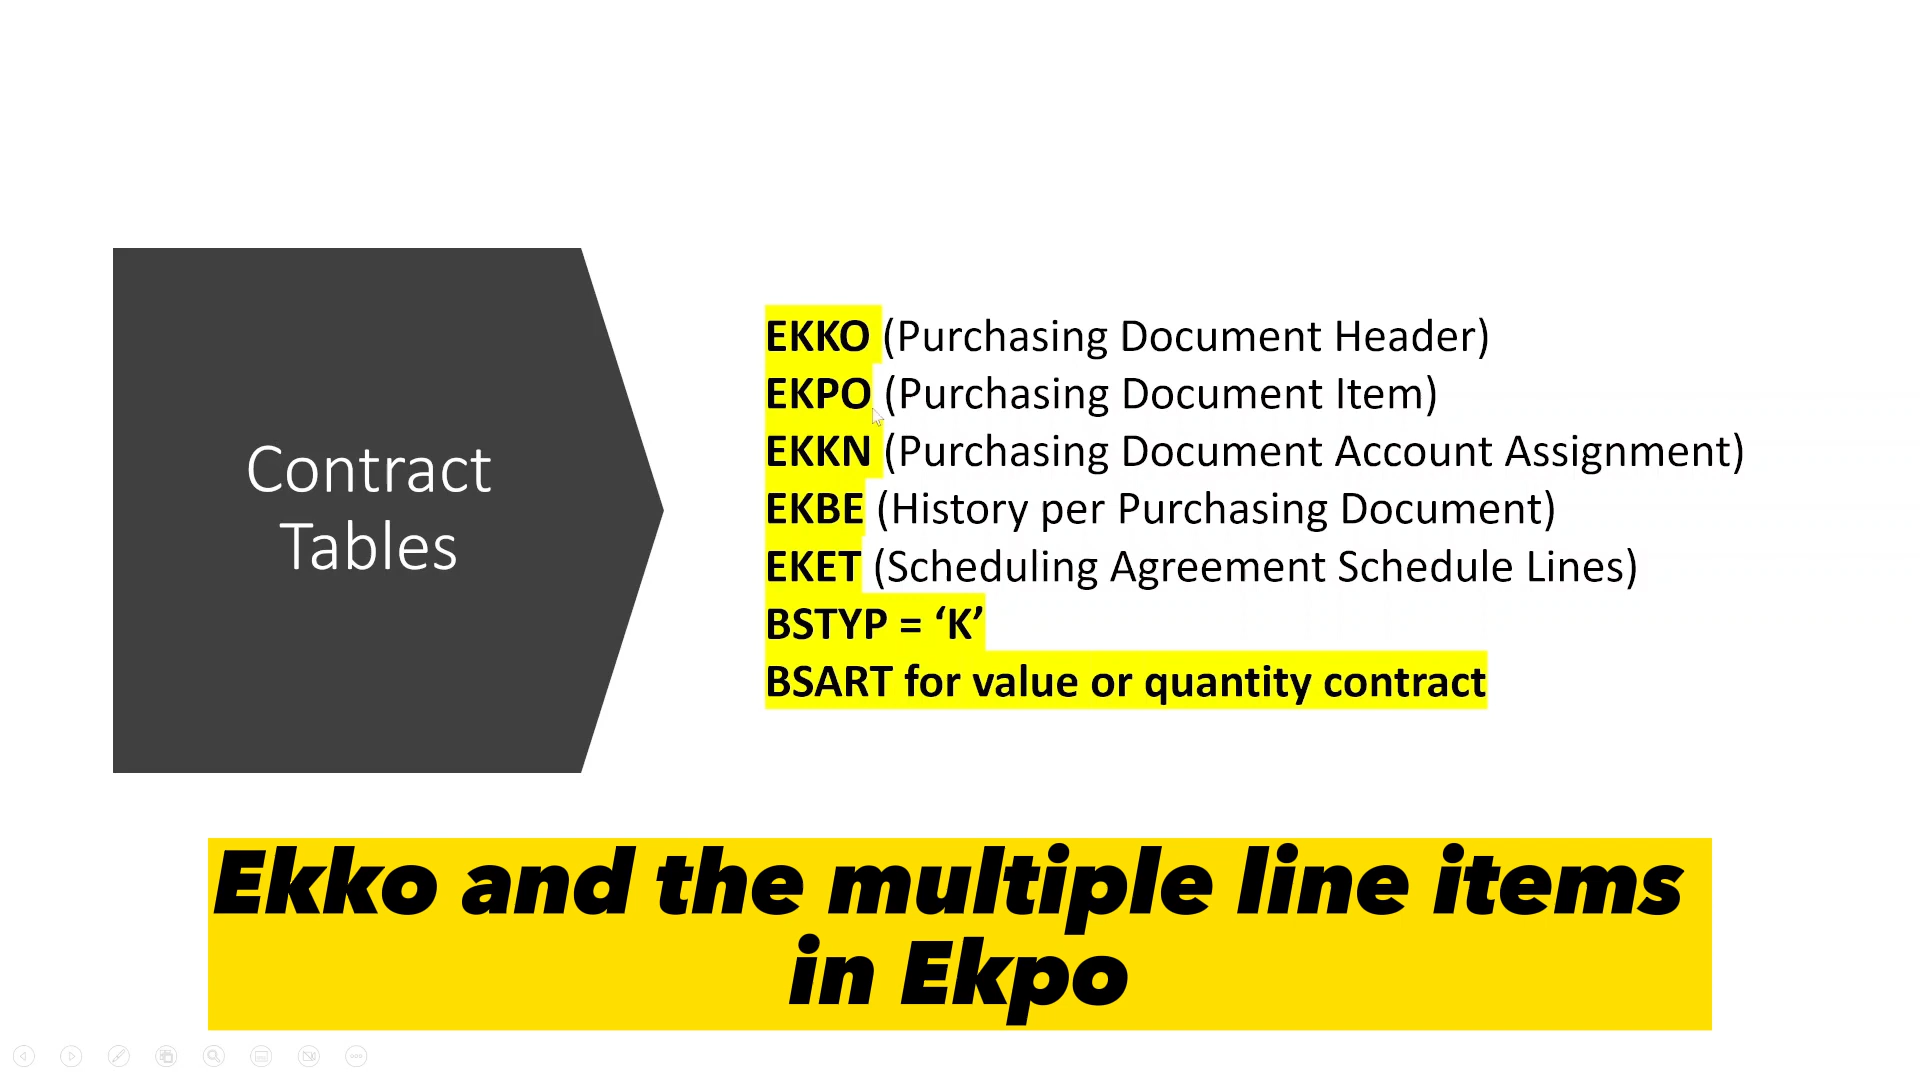 Contract
Tables
EKKO (Purchasing Document Header)
EKPO (Purchasing Document Item)
EKKN (Purchasing Document Account Assignment)
EKBE (History per Purchasing Document)
EKET (Scheduling Agreement Schedule Lines)
BSTYP = ‘K’
BSART for value or quantity contract
Ekko and the multiple line items
in Ekpo